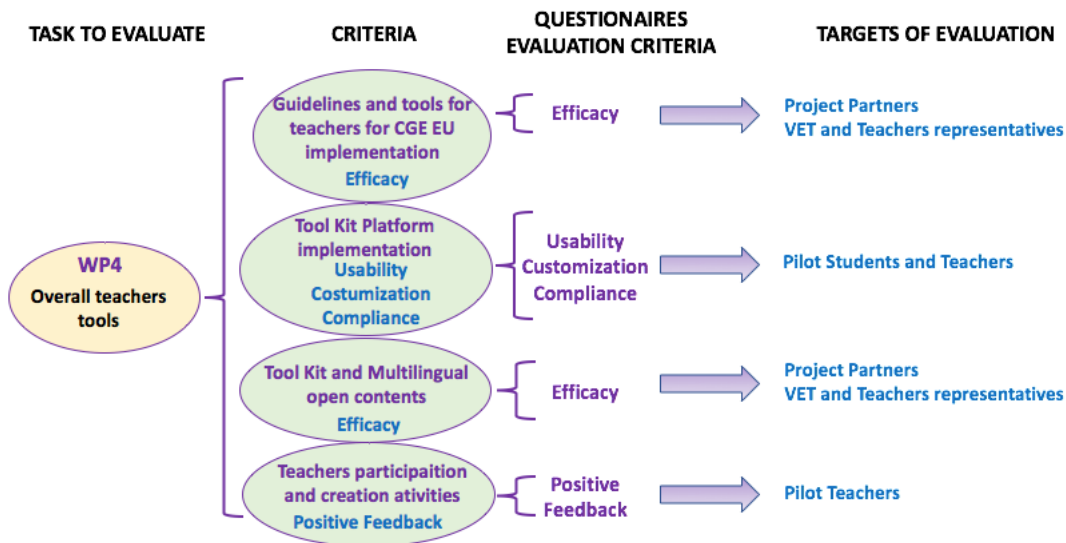 TASK TO EVALUATE
CRITERIA
QUESTIONAIRES
EVALUATION CRITERIA
TARGETS OF EVALUATION
WP4
Overall teachers
tools
Guidelines and tools for
teachers for CGE EU
implementation
Efficacy
Efficacy
Project Partners
VET and Teachers representatives
Tool Kit Platform
implementation
Usability
Costumization
Compliance
Usability
Customization
Compliance
Pilot Students and Teachers
Tool Kit and Multilingual
open contents
Efficacy
Efficacy
Project Partners
VET and Teachers representatives
Teachers participaition
and creation ativities
Positive Feedback
Positive
Feedback
Pilot Teachers